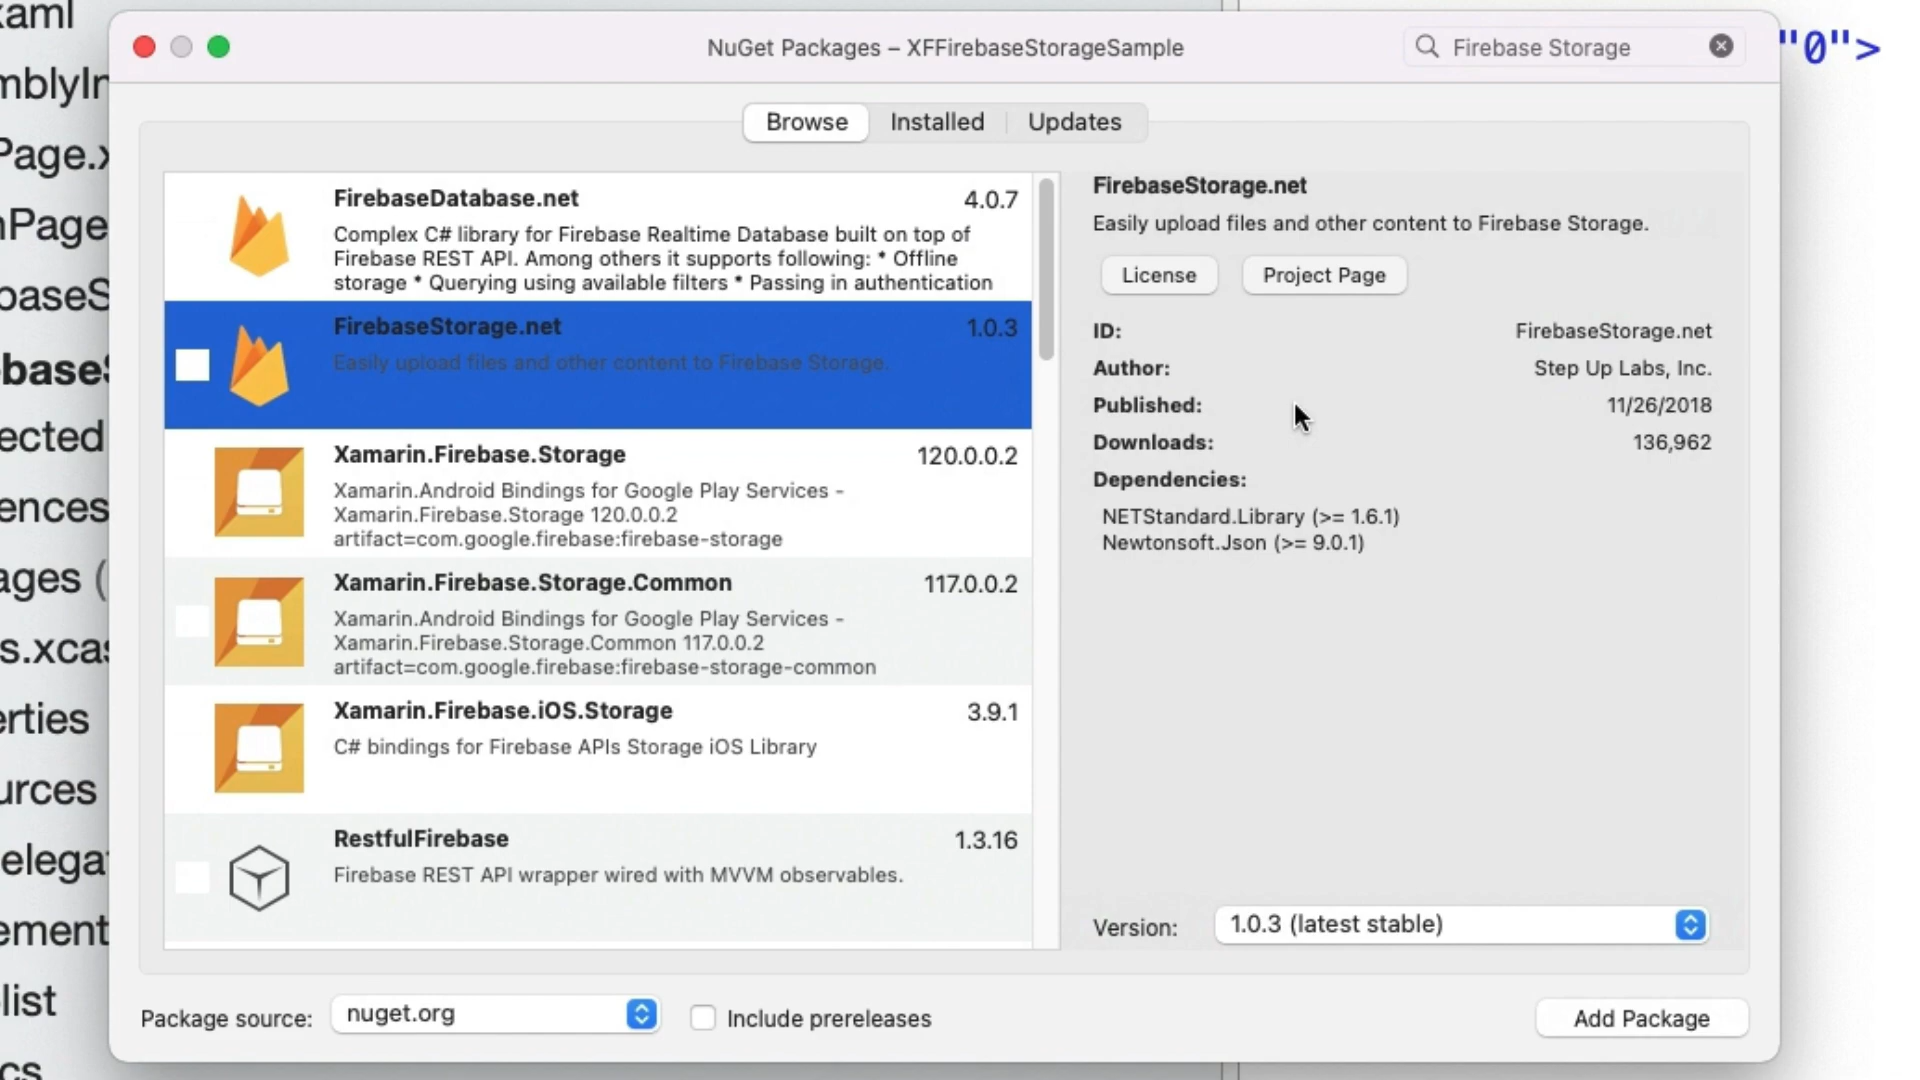 xaml
mblyIn
Page.x
nPage
baseS
ebaseS
ected
ences
ages (
s.xcas
erties
urces
elegat
ement
list
cs
"0">
NuGet Packages – XFFirebaseStorageSample
Firebase Storage
Browse
Installed
Updates
FirebaseDatabase.net
4.0.7
Complex C# library for Firebase Realtime Database built on top of
Firebase REST API. Among others it supports following: * Offline
storage * Querying using available filters * Passing in authentication
FirebaseStorage.net
1.0.3
Easily upload files and other content to Firebase Storage.
Xamarin.Firebase.Storage
120.0.0.2
Xamarin.Android Bindings for Google Play Services -
Xamarin.Firebase.Storage 120.0.0.2
artifact=com.google.firebase:firebase-storage
Xamarin.Firebase.Storage.Common
117.0.0.2
Xamarin.Android Bindings for Google Play Services -
Xamarin.Firebase.Storage.Common 117.0.0.2
artifact=com.google.firebase:firebase-storage-common
Xamarin.Firebase.iOS.Storage
3.9.1
C# bindings for Firebase APIs Storage iOS Library
RestfulFirebase
1.3.16
Firebase REST API wrapper wired with MVVM observables.
FirebaseStorage.net
Easily upload files and other content to Firebase Storage.
License
Project Page
ID:
FirebaseStorage.net
Author:
Step Up Labs, Inc.
Published:
11/26/2018
Downloads:
136,962
Dependencies:
NETStandard.Library (>= 1.6.1)
Newtonsoft.Json (>= 9.0.1)
Version:
1.0.3 (latest stable)
Package source:
nuget.org
Include prereleases
Add Package